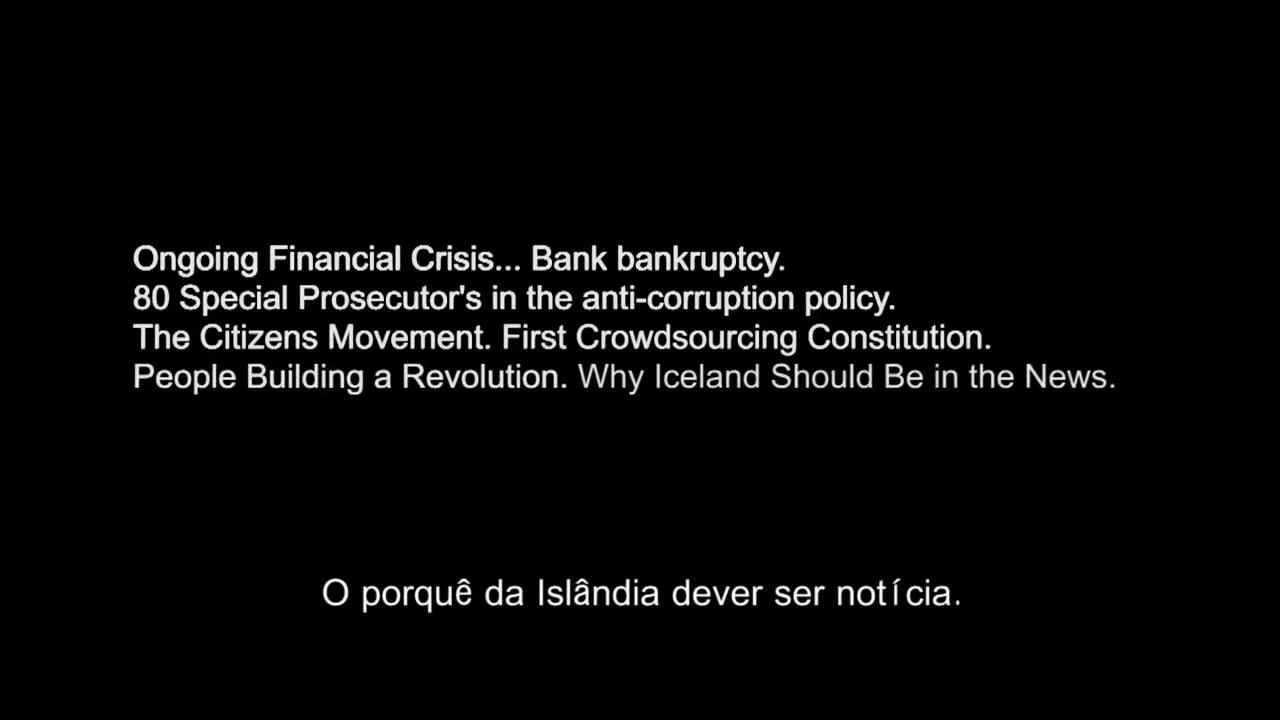 Ongoing Financial Crisis... Bank bankruptcy.
80 Special Prosecutor's in the anti-corruption policy.
The Citizens Movement. First Crowdsourcing Constitution.
People Building a Revolution. Why Iceland Should Be in the News.
O porquê da Islândia dever ser notícia.